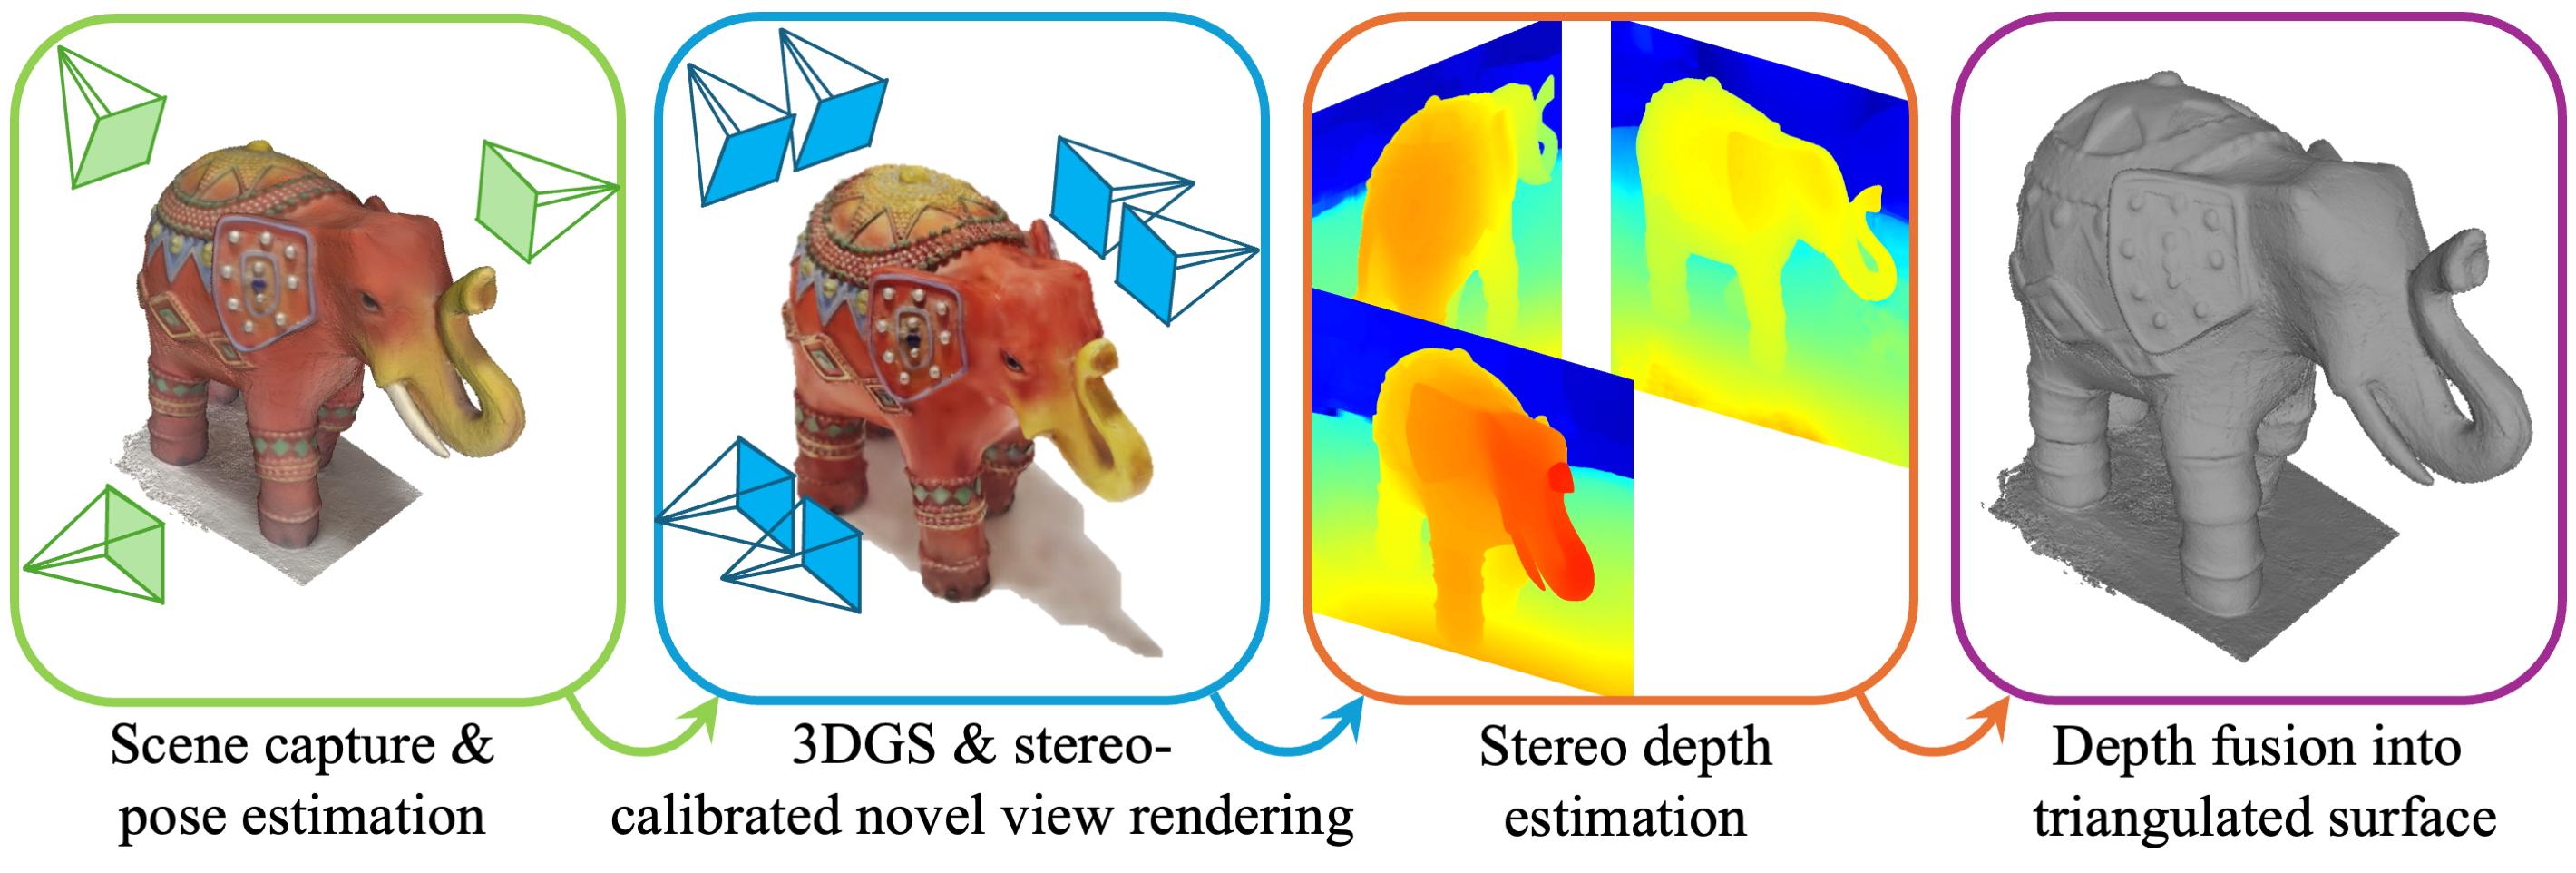 Scene capture &
pose estimation
3DGS & stereo-
calibrated novel view rendering
Stereo depth
estimation
Depth fusion into
triangulated surface